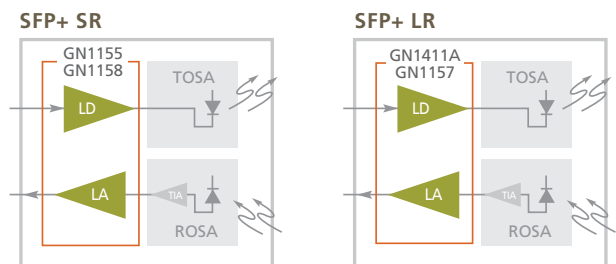 SFP+ SR
GN1155
GN1158
TOSA
LD
LA
TIA
ROSA
SFP+ LR
GN1411A
GN1157
TOSA
LD
LA
TIA
ROSA